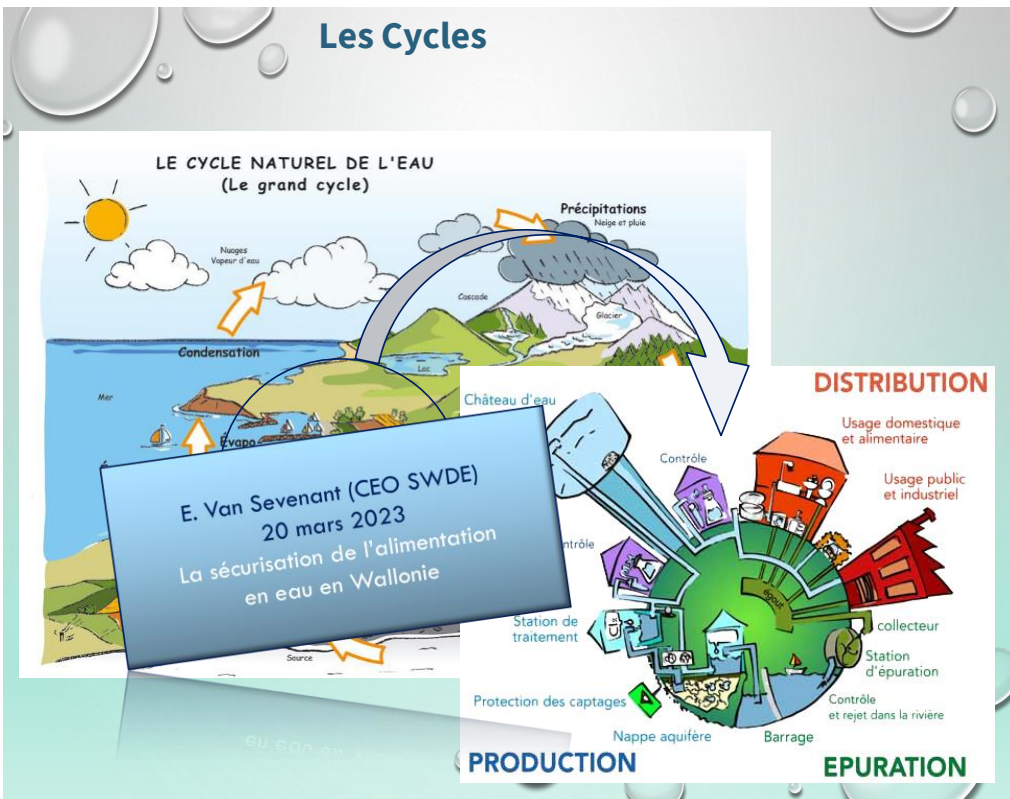 Les Cycles
LE CYCLE NATUREL DE L'EAU
(Le grand cycle)
Précipitations
Neige et pluie
Nuages
Vapeur d'eau
Cascade
Glacier
Condensation
Lac
Mer
Évapo
Source
E. Van Sevenant (CEO SWDE)
20 mars 2023
La sécurisation de l'alimentation
en eau en Wallonie
DISTRIBUTION
Château d'eau
Usage domestique
et alimentaire
Contrôle
Usage public
et industriel
ntrôle
égout
Station de
traitement
collecteur
Station
d'épuration
Protection des captages
Contrôle
et rejet dans la rivière
Nappe aquifère
Barrage
PRODUCTION
EPURATION